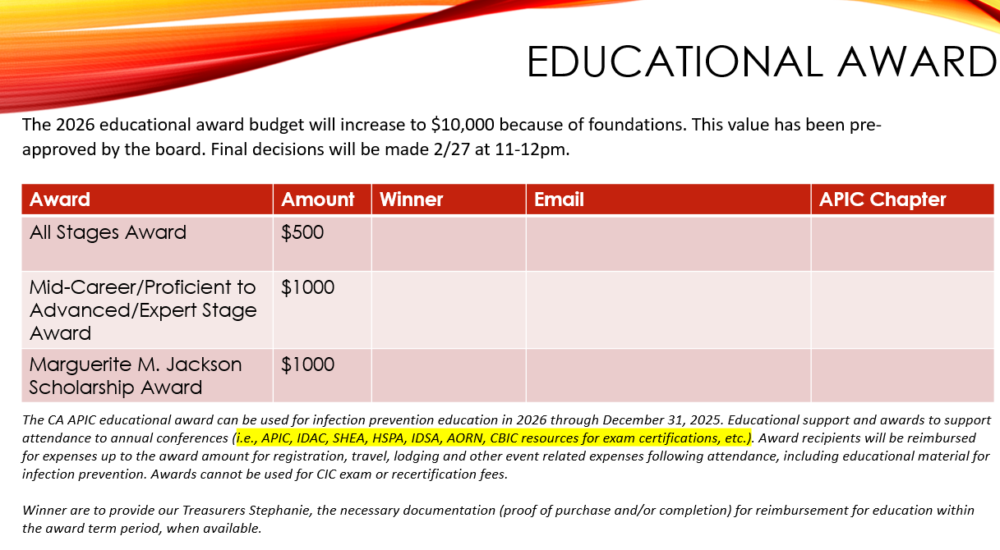 EDUCATIONAL AWARD
The 2026 educational award budget will increase to $10,000 because of foundations. This value has been pre-
approved by the board. Final decisions will be made 2/27 at 11-12pm.
Award Amount Winner Email APIC Chapter
All Stages Award $500
Mid-Career/Proficient to $1000
Advanced/Expert Stage
Award
Marguerite M. Jackson $1000
Scholarship Award
The CA APIC educational award can be used for infection prevention education in 2026 through December 31, 2025. Educational support and awards to support
attendance to annual conferences (i.e., APIC, IDAC, SHEA, HSPA, IDSA, AORN, CBIC resources for exam certifications, etc.). Award recipients will be reimbursed
for expenses up to the award amount for registration, travel, lodging and other event related expenses following attendance, including educational material for
infection prevention. Awards cannot be used for CIC exam or recertification fees.
Winner are to provide our Treasurers Stephanie, the necessary documentation (proof of purchase and/or completion) for reimbursement for education within
the award term period, when available.